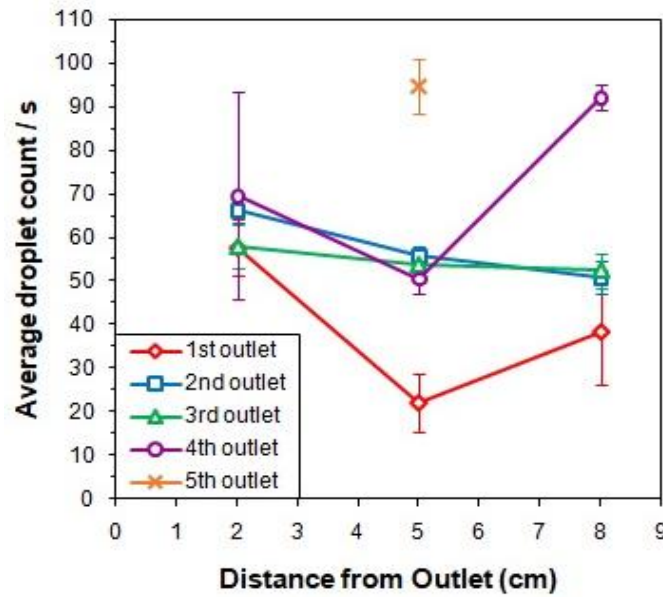 110
100
90
80
70
60
50
40
30
20
10
0
Average droplet count / s
1st outlet
2nd outlet
3rd outlet
4th outlet
5th outlet
0 1 2 3 4 5 6 7 8 9
Distance from Outlet (cm)